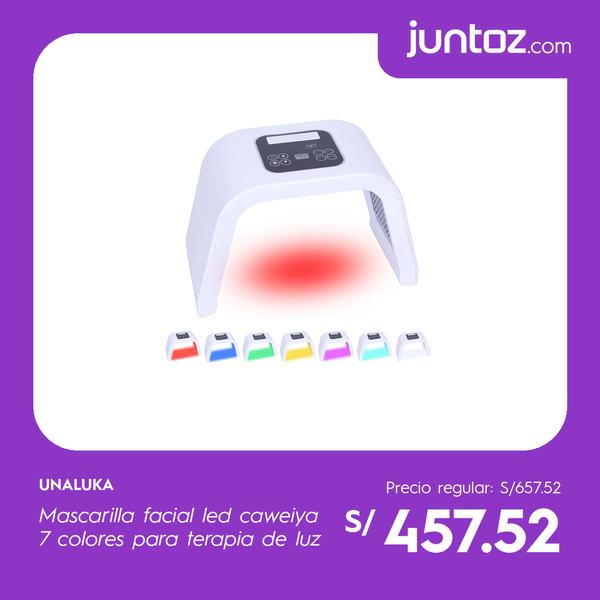 juntoz.com
UNALUKA
Mascarilla facial led caweiya
7 colores para terapia de luz
Precio regular: S/657.52
S/ 457.52